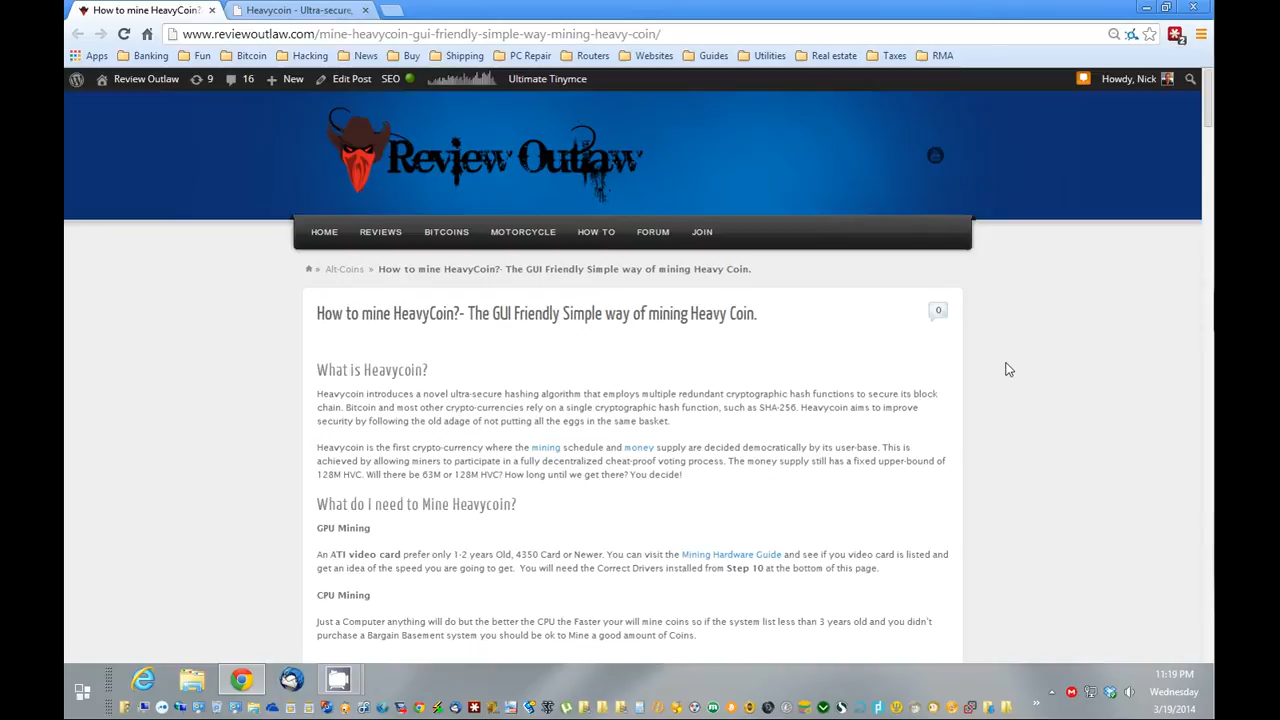 How to mine HeavyCoin?
Heavycoin - Ultra-secure,
www.reviewoutlaw.com/mine-heavycoin-gui-friendly-simple-way-mining-heavy-coin/
2
Apps Banking Fun Bitcoin Hacking News Buy Shipping PC Repair Routers Websites Guides Utilities Real estate Taxes RMA
Review Outlaw 9 16 New Edit Post SEO Ultimate Tinymce Howdy, Nick
Review Outlaw
HOME REVIEWS BITCOINS MOTORCYCLE HOW TO FORUM JOIN
» Alt-Coins » How to mine HeavyCoin?- The GUI Friendly Simple way of mining Heavy Coin.
How to mine HeavyCoin?- The GUI Friendly Simple way of mining Heavy Coin.
0
What is Heavycoin?
Heavycoin introduces a novel ultra-secure hashing algorithm that employs multiple redundant cryptographic hash functions to secure its block
chain. Bitcoin and most other crypto-currencies rely on a single cryptographic hash function, such as SHA-256. Heavycoin aims to improve
security by following the old adage of not putting all the eggs in the same basket.
Heavycoin is the first crypto-currency where the mining schedule and money supply are decided democratically by its user-base. This is
achieved by allowing miners to participate in a fully decentralized cheat-proof voting process. The money supply still has a fixed upper-bound of
128M HVC. Will there be 63M or 128M HVC? How long until we get there? You decide!
What do I need to Mine Heavycoin?
GPU Mining
An ATI video card prefer only 1-2 years Old, 4350 Card or Newer. You can visit the Mining Hardware Guide and see if you video card is listed and
get an idea of the speed you are going to get. You will need the Correct Drivers installed from Step 10 at the bottom of this page.
CPU Mining
Just a Computer anything will do but the better the CPU the Faster your will mine coins so if the system list less than 3 years old and you didn't
purchase a Bargain Basement system you should be ok to Mine a good amount of Coins.
11:19 PM
Wednesday
3/19/2014